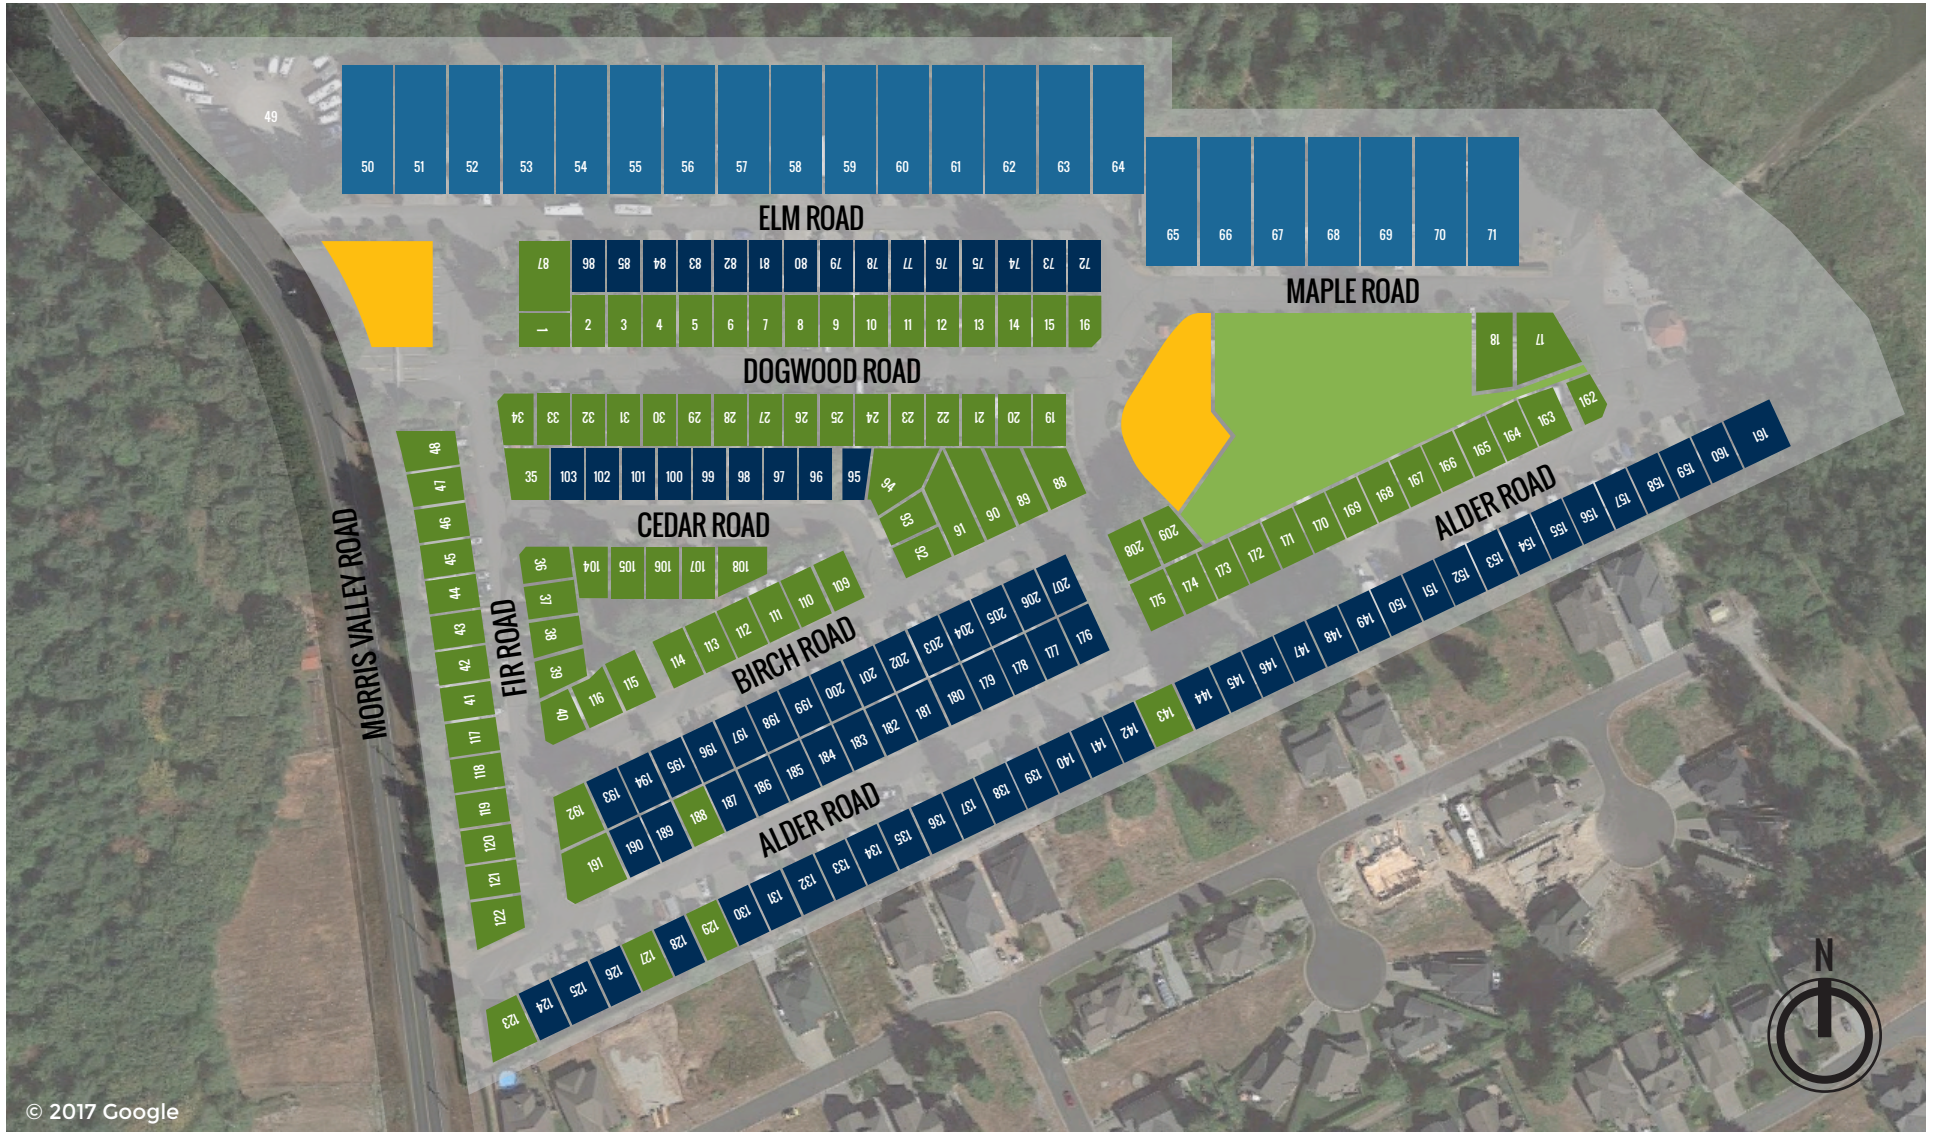 49
50 51 52 53 54 55 56 57 58 59 60 61 62 63 64
ELM ROAD
65 66 67 68 69 70 71
87 86 85 84 83 82 81 80 79 78 77 76 75 74 73 72
MAPLE ROAD
1 2 3 4 5 6 7 8 9 10 11 12 13 14 15 16
18 17
DOGWOOD ROAD
34 33 32 31 30 29 28 27 26 25 24 23 22 21 20 19
162
163 164 165 166 167 168 169 170 171 172 173 174 175
208 209
35 103 102 101 100 99 98 97 96 95 94 93 92 91 90 89 88
CEDAR ROAD
ALDER ROAD
48 47 46 45 44 43 42 41 117 118 119 120 121 122
MORRIS VALLEY ROAD
FIR ROAD
36 37 38 39 40
104 105 106 107 108
116 115 114 113 112 111 110 109
BIRCH ROAD
192 193 194 195 196 197 198 199 200 201 202 203 204 205 206 207
191 190 189 188 187 186 185 184 183 182 181 180 179 178 177 176
ALDER ROAD
123 124 125 126 127 128 129 130 131 132 133 134 135 136 137 138 139 140 141 142 143 144 145 146 147 148 149 150 151 152 153 154 155 156 157 158 159 160 161
N
© 2017 Google